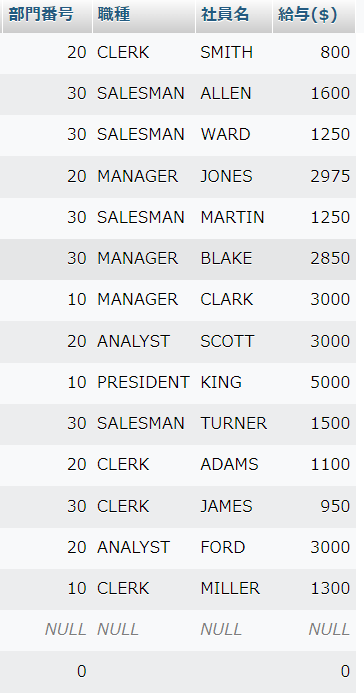 部門番号 職種 社員名 給与($)
20 CLERK SMITH 800
30 SALESMAN ALLEN 1600
30 SALESMAN WARD 1250
20 MANAGER JONES 2975
30 SALESMAN MARTIN 1250
30 MANAGER BLAKE 2850
10 MANAGER CLARK 3000
20 ANALYST SCOTT 3000
10 PRESIDENT KING 5000
30 SALESMAN TURNER 1500
20 CLERK ADAMS 1100
30 CLERK JAMES 950
20 ANALYST FORD 3000
10 CLERK MILLER 1300
NULL NULL NULL NULL
0 0